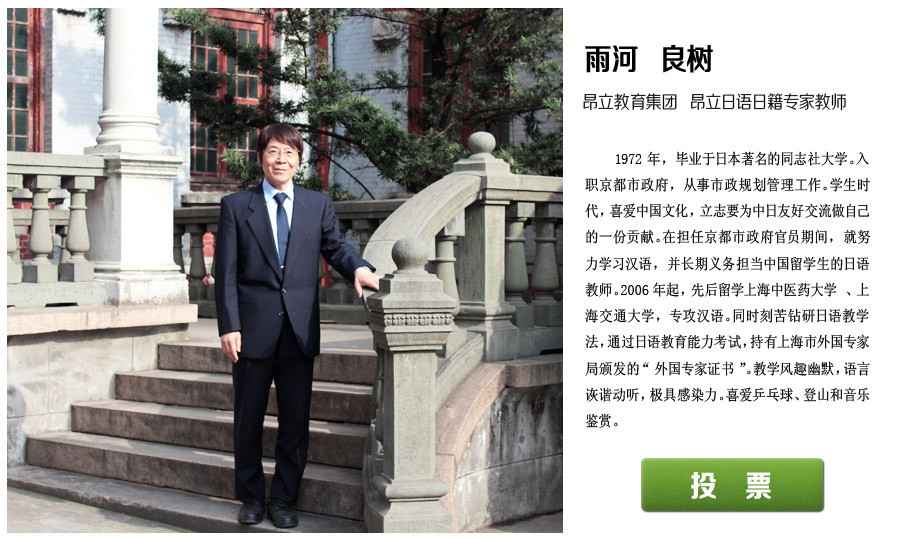 雨河 良树
昂立教育集团 昂立日语日籍专家教师
1972 年，毕业于日本著名的同志社大学。入
职京都市政府，从事市政规划管理工作。学生时
代，喜爱中国文化，立志要为中日友好交流做自己
的一份贡献。在担任京都市政府官员期间，就努
力学习汉语，并长期义务担当中国留学生的日语
教师。2006 年起，先后留学上海中医药大学 、上
海交通大学，专攻汉语。同时刻苦钻研日语教学
法，通过日语教育能力考试，持有上海市外国专家
局颁发的“ 外国专家证书 ”。教学风趣幽默，语言
诙谐动听，极具感染力。喜爱乒乓球、登山和音乐
鉴赏。
投 票